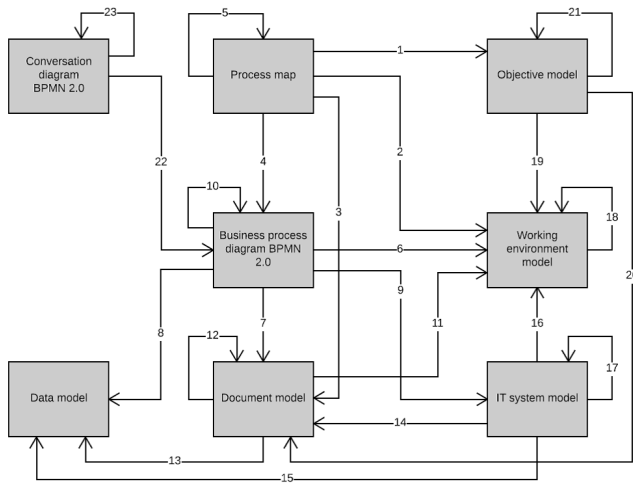 23
5
21
Conversation
diagram
BPMN 2.0
Process map
Objective model
1
2
22
4
19
3
10
18
Business process
diagram BPMN
2.0
Working
environment
model
6
20
9
8
7
11
16
12
17
Data model
Document model
IT system model
14
13
15